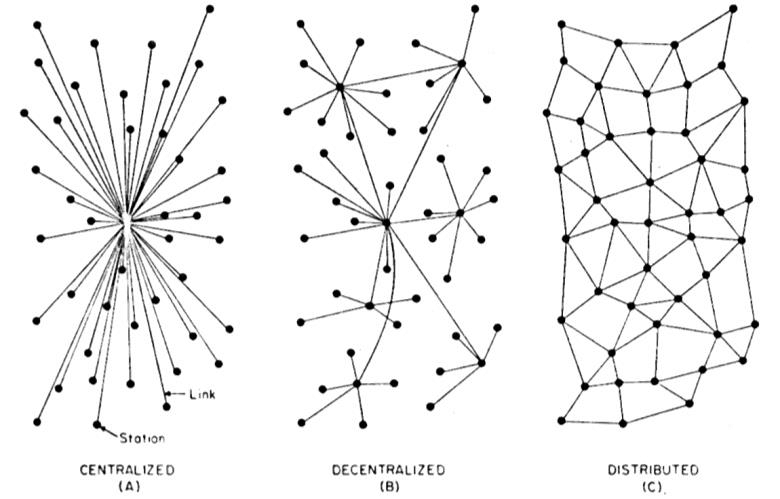 Link
Station
CENTRALIZED
(A)
DECENTRALIZED
(B)
DISTRIBUTED
(C)